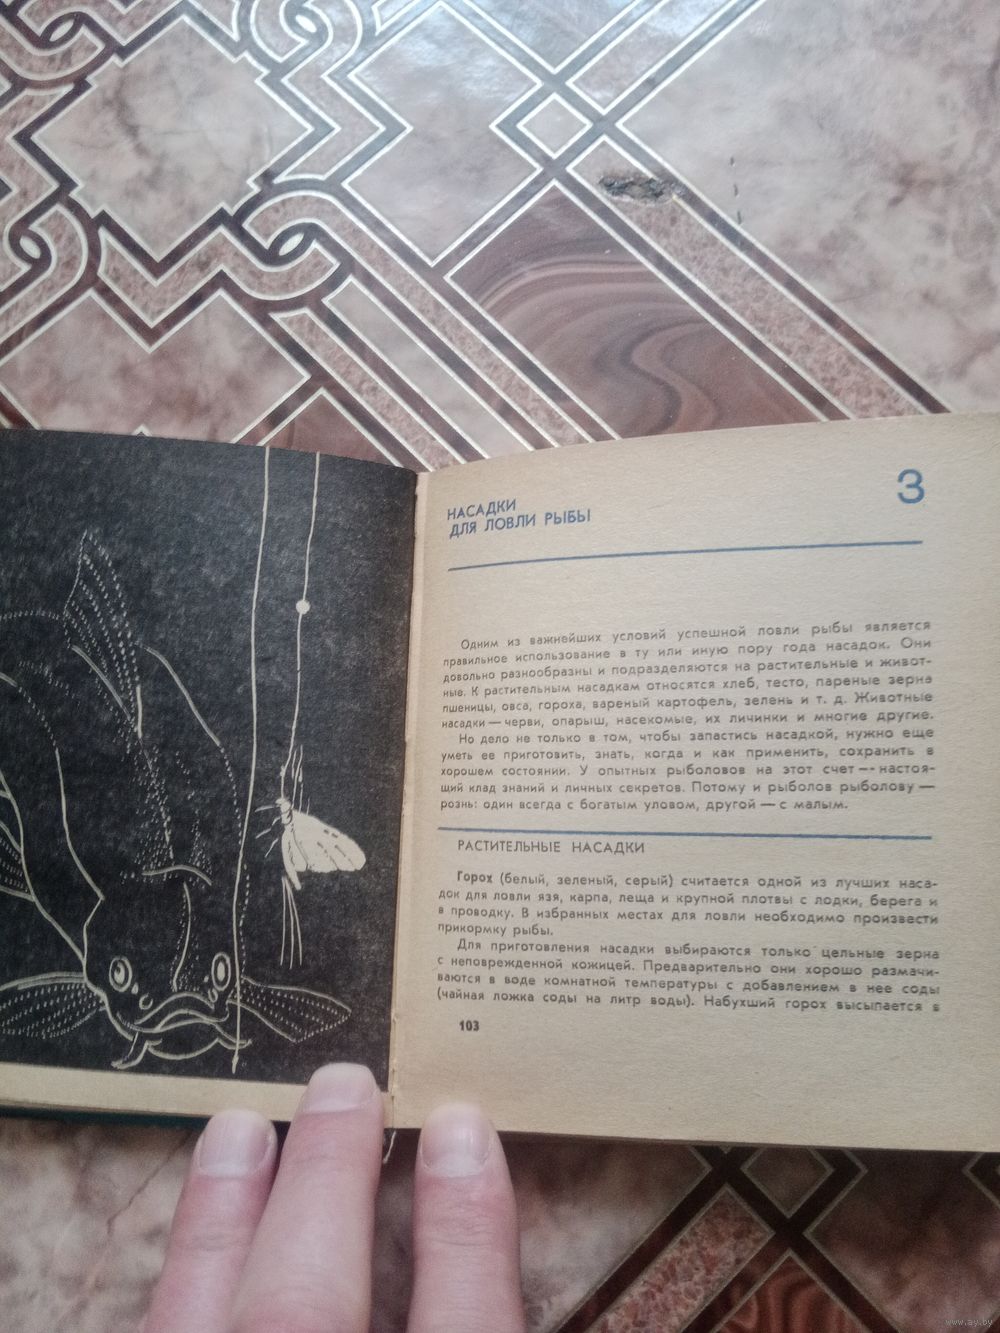 3
НАСАДКИ
ДЛЯ ЛОВЛИ РЫБЫ
Одним из важнейших условий успешной ловли рыбы является
правильное использование в ту или иную пору года насадок. Они
довольно разнообразны и подразделяются на растительные и живот-
ные. К растительным насадкам относятся хлеб, тесто, пареные зерна
пшеницы, овса, гороха, вареный картофель, зелень и т. д. Животные
насадки — черви, опарыш, насекомые, их личинки и многие другие.
Но дело не только в том, чтобы запастись насадкой, нужно еще
уметь ее приготовить, знать, когда и как применить, сохранить в
хорошем состоянии. У опытных рыболовов на этот счет — настоя-
щий клад знаний и личных секретов. Потому и рыболов рыболову —
рознь: один всегда с богатым уловом, другой — с малым.
РАСТИТЕЛЬНЫЕ НАСАДКИ
Горох (белый, зеленый, серый) считается одной из лучших наса-
док для ловли язя, карпа, леща и крупной плотвы с лодки, берега и
в проводку. В избранных местах для ловли необходимо произвести
прикормку рыбы.
Для приготовления насадки выбираются только цельные зерна
с неповрежденной кожицей. Предварительно они хорошо размачи-
ваются в воде комнатной температуры с добавлением в нее соды
(чайная ложка соды на литр воды). Набухший горох высыпается в
103
www.ay.by